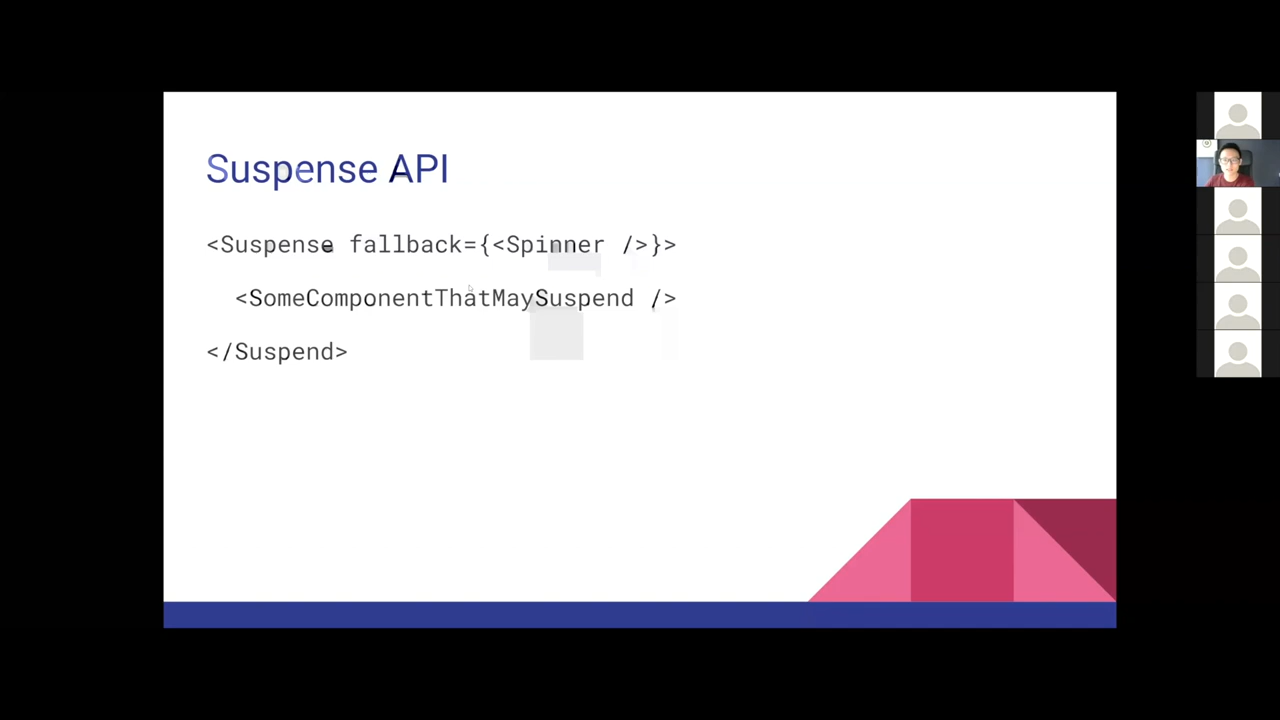 Suspense API
<Suspense fallback={<Spinner />}>
<SomeComponentThatMaySuspend />
</Suspend>